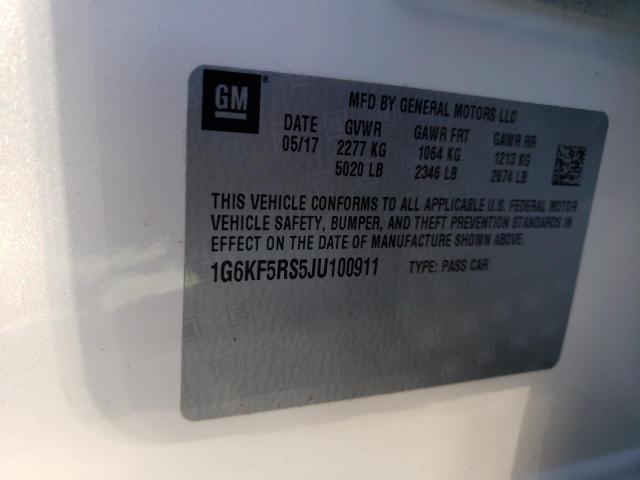 GM®
MFD BY GENERAL MOTORS LLC
DATE GVWR GAWR FRT GAWR RR
05/17 2277 KG 1064 KG 1213 KG
5020 LB 2346 LB 2674 LB
THIS VEHICLE CONFORMS TO ALL APPLICABLE U.S. FEDERAL MOTOR
VEHICLE SAFETY, BUMPER, AND THEFT PREVENTION STANDARDS IN
EFFECT ON THE DATE OF MANUFACTURE SHOWN ABOVE.
1G6KF5RS5JU100911 TYPE: PASS CAR